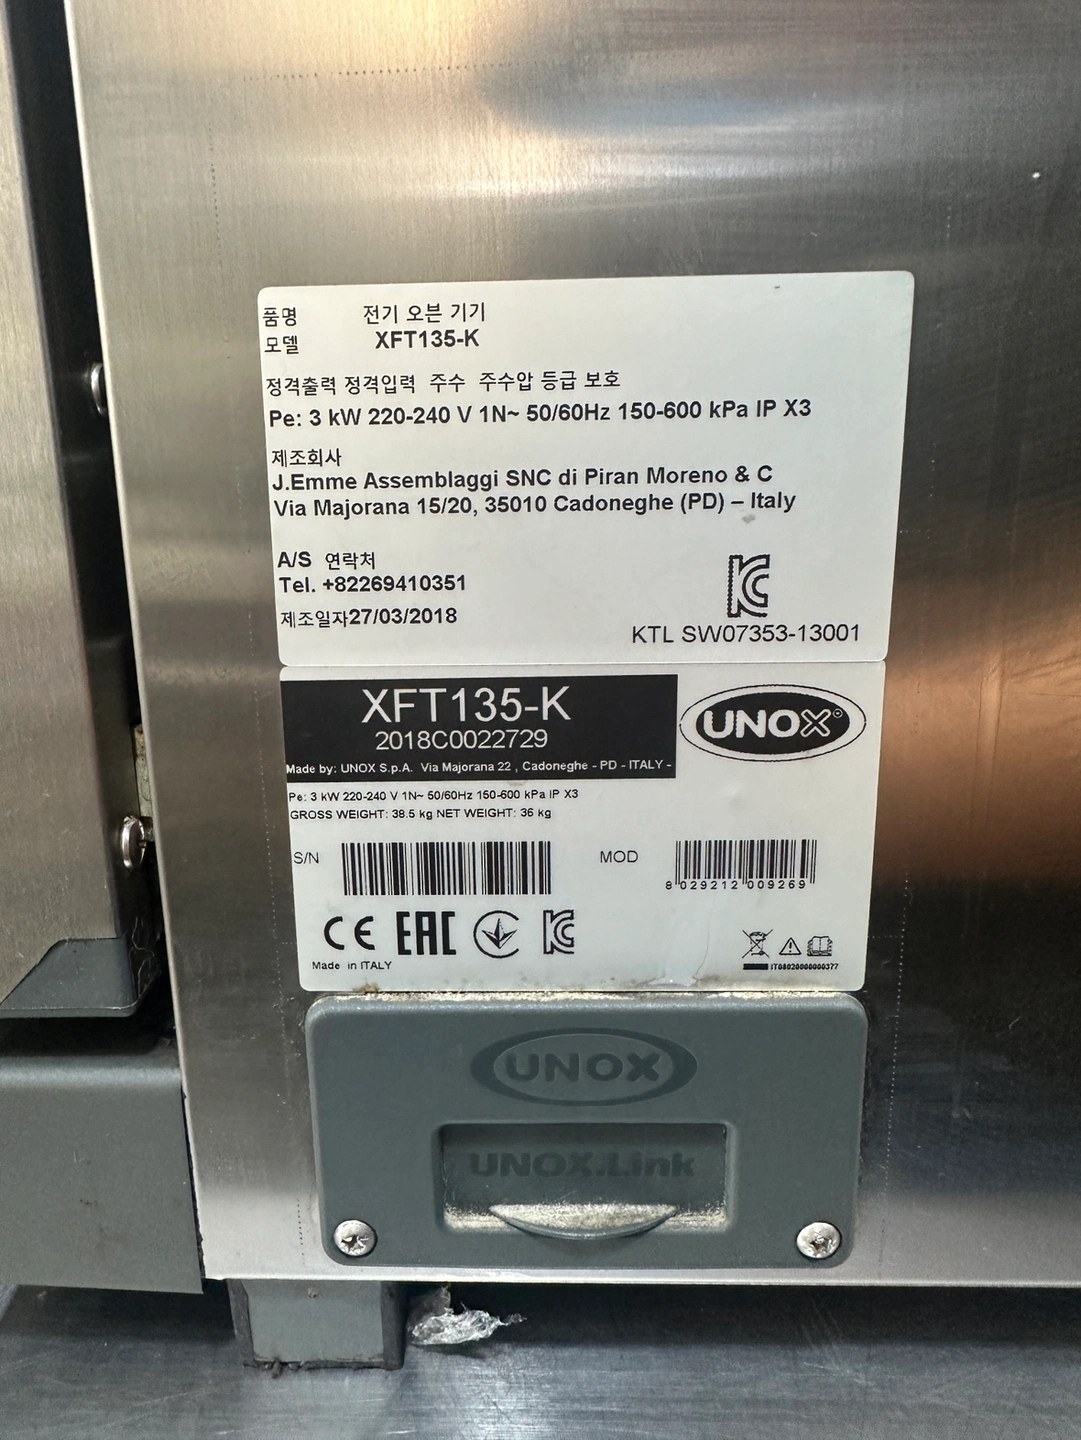 품명 전기 오븐 기기
모델 XFT135-K
정격출력 정격입력 주수 주수압 등급 보호
Pe: 3 kW 220-240 V 1N~ 50/60Hz 150-600 kPa IP X3
제조회사
J.Emme Assemblaggi SNC di Piran Moreno & C
Via Majorana 15/20, 35010 Cadoneghe (PD) – Italy
A/S 연락처
Tel. +82269410351
제조일자27/03/2018
KTL SW07353-13001
XFT135-K
2018C0022729
UNOX
Made by: UNOX S.p.A. Via Majorana 22 , Cadoneghe - PD - ITALY -
Pe: 3 kW 220-240 V 1N~ 50/60Hz 150-600 kPa IP X3
GROSS WEIGHT: 38.5 kg NET WEIGHT: 36 kg
S/N MOD
8 029212 009269
CE EAC
Made in ITALY
IT08020000000377
UNOX
UNOX.Link